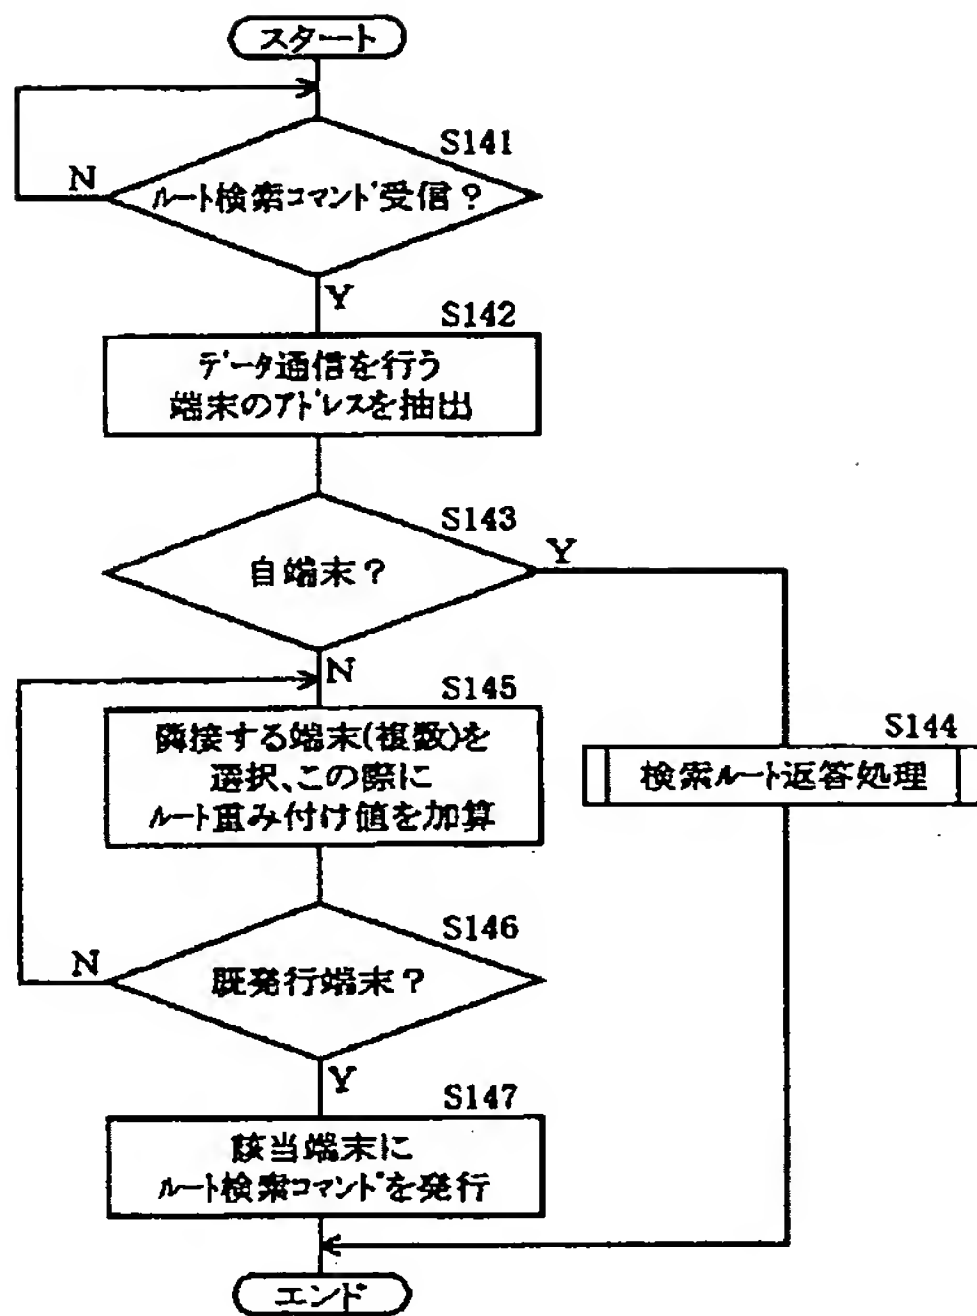 スタート
S141
N
ルート検索コマンド受信？
Y
S142
データ通信を行う
端末のアドレスを抽出
S143
Y
自端末？
N
S145
隣接する端末(複数)を
選択、この際に
ルート重み付け値を加算
S144
検索ルート返答処理
S146
N
既発行端末？
Y
S147
該当端末に
ルート検索コマンドを発行
エンド